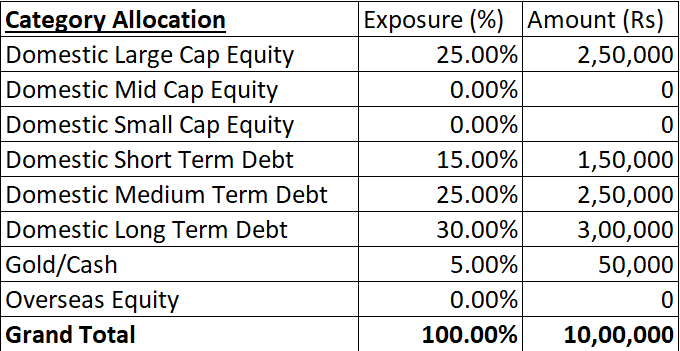 Category Allocation Exposure (%) Amount (Rs)
Domestic Large Cap Equity 25.00% 2,50,000
Domestic Mid Cap Equity 0.00% 0
Domestic Small Cap Equity 0.00% 0
Domestic Short Term Debt 15.00% 1,50,000
Domestic Medium Term Debt 25.00% 2,50,000
Domestic Long Term Debt 30.00% 3,00,000
Gold/Cash 5.00% 50,000
Overseas Equity 0.00% 0
Grand Total 100.00% 10,00,000